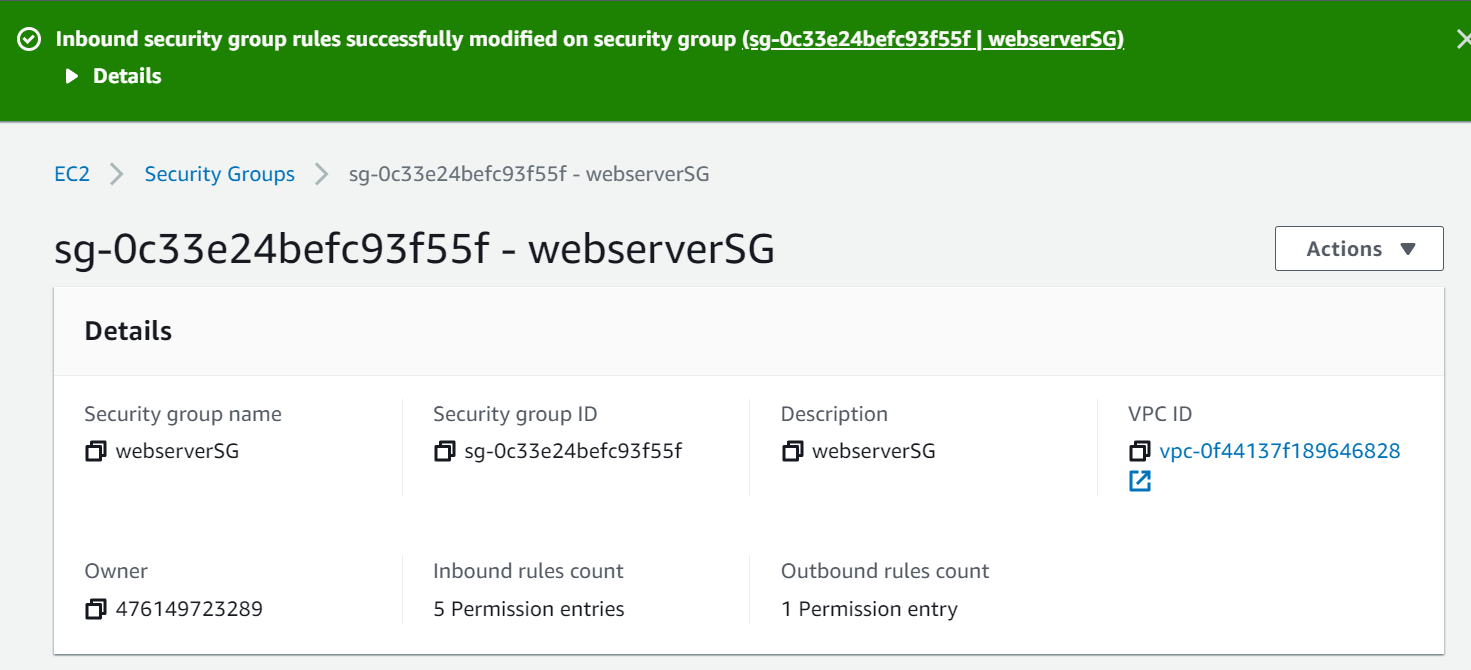 Inbound security group rules successfully modified on security group (sg-0c33e24befc93f55f | webserverSG)
Details
EC2 > Security Groups > sg-0c33e24befc93f55f - webserverSG
sg-0c33e24befc93f55f - webserverSG
Actions
Details
Security group name
webserverSG
Security group ID
sg-0c33e24befc93f55f
Description
webserverSG
VPC ID
vpc-0f44137f189646828
Owner
476149723289
Inbound rules count
5 Permission entries
Outbound rules count
1 Permission entry